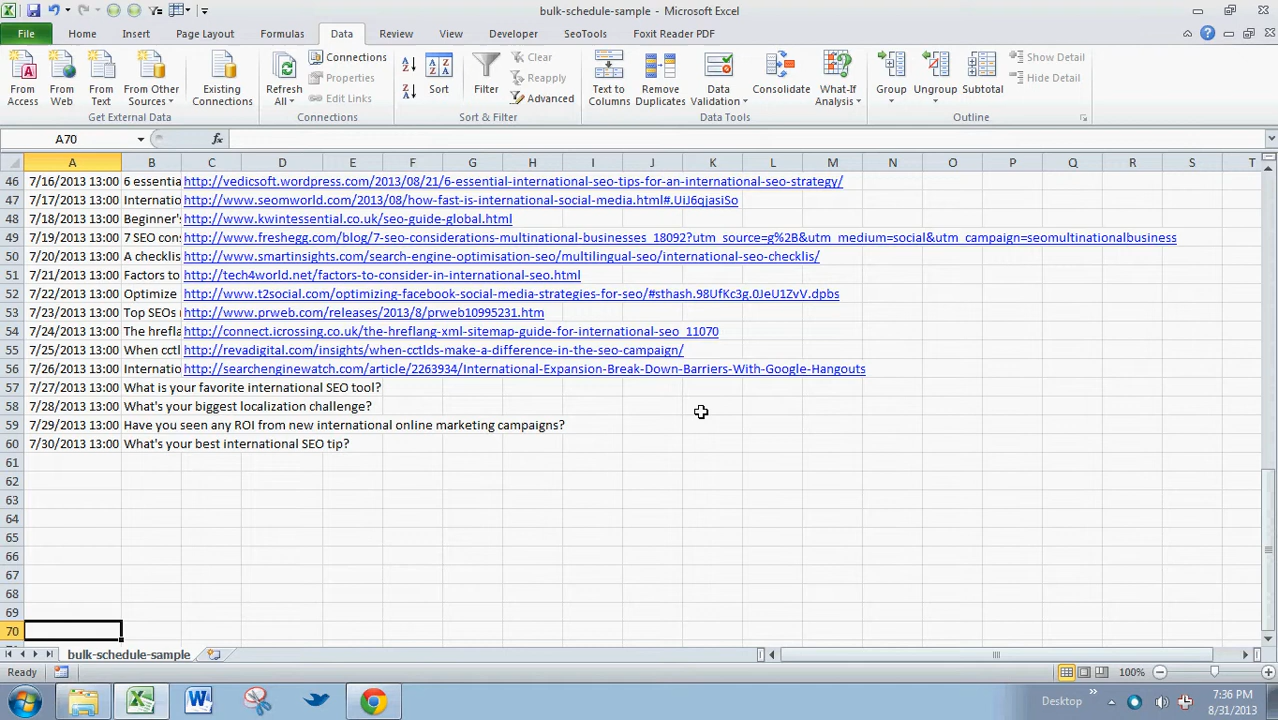 bulk-schedule-sample - Microsoft Excel
File Home Insert Page Layout Formulas Data Review View Developer SeoTools Foxit Reader PDF
From Access
From Web
From Text
From Other Sources
Existing Connections
Get External Data
Refresh All
Connections
Properties
Edit Links
Connections
Sort
Filter
Clear
Reapply
Advanced
Sort & Filter
Text to Columns
Remove Duplicates
Data Validation
Consolidate
What-If Analysis
Data Tools
Group
Ungroup
Subtotal
Show Detail
Hide Detail
Outline
A70 fx
A B C D E F G H I J K L M N O P Q R S T
46 7/16/2013 13:00 6 essentia http://vedicsoft.wordpress.com/2013/08/21/6-essential-international-seo-tips-for-an-international-seo-strategy/
47 7/17/2013 13:00 Internatio http://www.seomworld.com/2013/08/how-fast-is-international-social-media.html#.UiJ6qjasiSo
48 7/18/2013 13:00 Beginner's http://www.kwintessential.co.uk/seo-guide-global.html
49 7/19/2013 13:00 7 SEO con http://www.freshegg.com/blog/7-seo-considerations-multinational-businesses_18092?utm_source=g%2B&utm_medium=social&utm_campaign=seomultinationalbusiness
50 7/20/2013 13:00 A checklis http://www.smartinsights.com/search-engine-optimisation-seo/multilingual-seo/international-seo-checklis/
51 7/21/2013 13:00 Factors to http://tech4world.net/factors-to-consider-in-international-seo.html
52 7/22/2013 13:00 Optimize http://www.t2social.com/optimizing-facebook-social-media-strategies-for-seo/#sthash.98UfKc3g.0JeU1ZvV.dpbs
53 7/23/2013 13:00 Top SEOs http://www.prweb.com/releases/2013/8/prweb10995231.htm
54 7/24/2013 13:00 The hrefla http://connect.icrossing.co.uk/the-hreflang-xml-sitemap-guide-for-international-seo_11070
55 7/25/2013 13:00 When cctl http://revadigital.com/insights/when-cctlds-make-a-difference-in-the-seo-campaign/
56 7/26/2013 13:00 Internatio http://searchenginewatch.com/article/2263934/International-Expansion-Break-Down-Barriers-With-Google-Hangouts
57 7/27/2013 13:00 What is your favorite international SEO tool?
58 7/28/2013 13:00 What's your biggest localization challenge?
59 7/29/2013 13:00 Have you seen any ROI from new international online marketing campaigns?
60 7/30/2013 13:00 What's your best international SEO tip?
61
62
63
64
65
66
67
68
69
70
bulk-schedule-sample
Ready 100%
Desktop 7:36 PM
8/31/2013